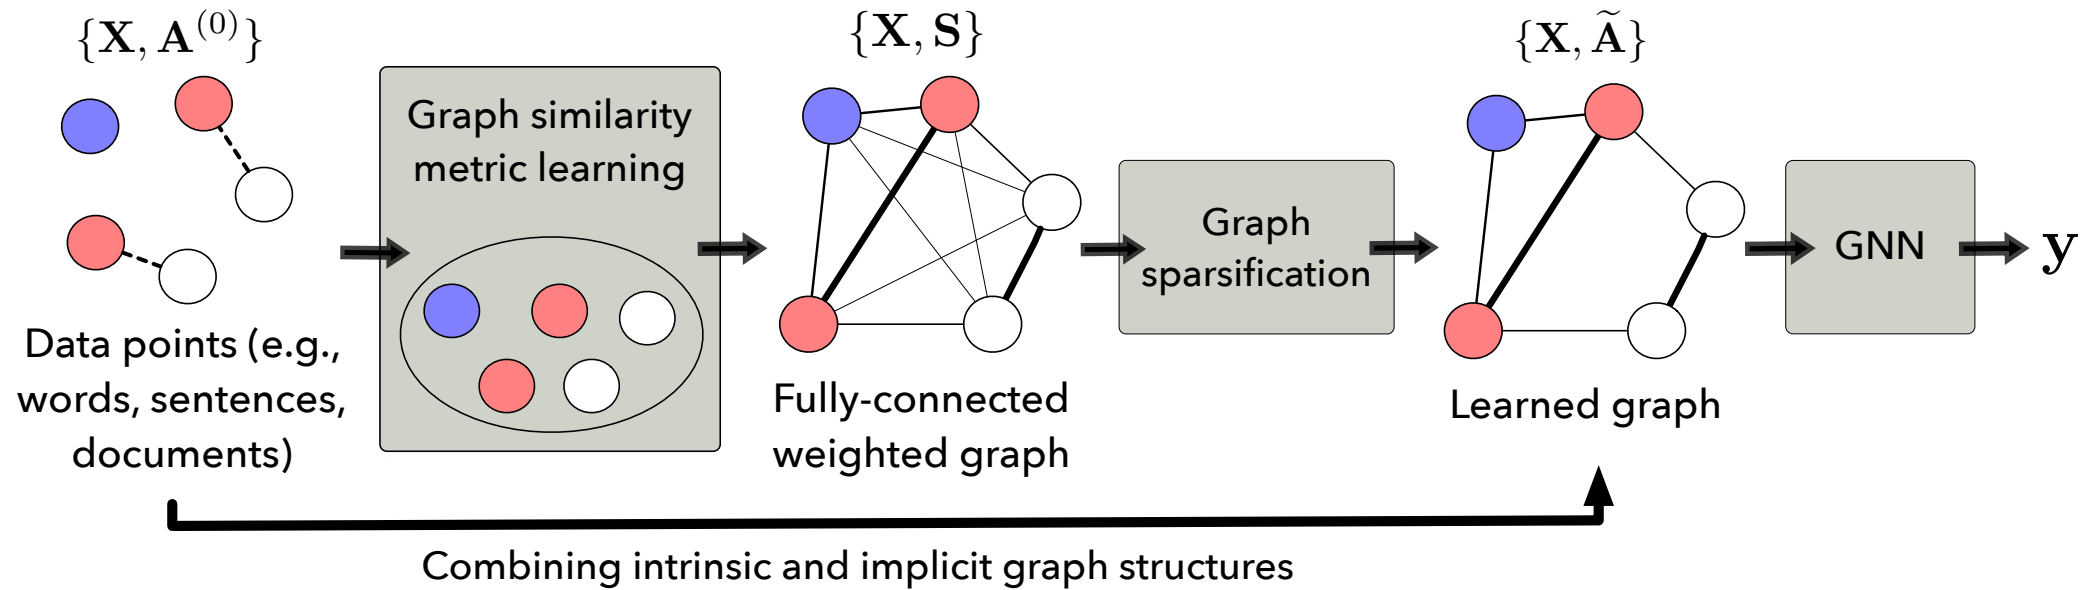 {X, A^(0)}
Data points (e.g.,
words, sentences,
documents)
Graph similarity
metric learning
{X, S}
Fully-connected
weighted graph
Graph
sparsification
{X, Ã}
Learned graph
GNN
y
Combining intrinsic and implicit graph structures